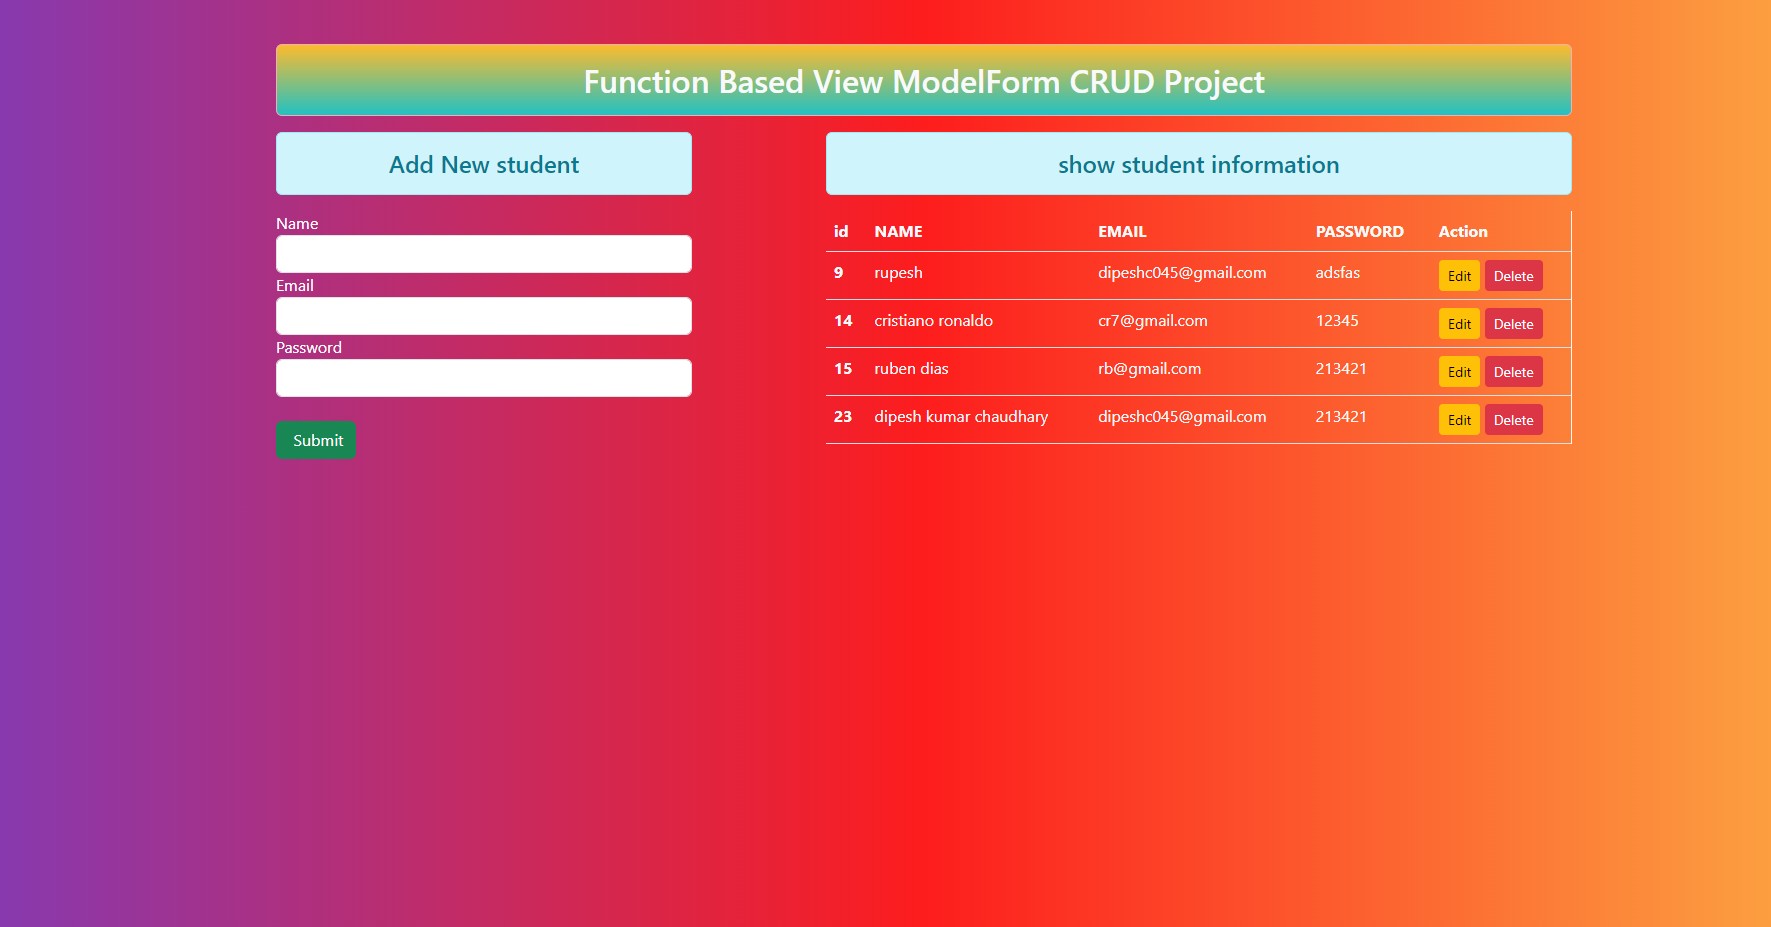 Function Based View ModelForm CRUD Project
Add New student
Name
Email
Password
Submit
show student information
id NAME EMAIL PASSWORD Action
9 rupesh dipeshc045@gmail.com adsfas Edit Delete
14 cristiano ronaldo cr7@gmail.com 12345 Edit Delete
15 ruben dias rb@gmail.com 213421 Edit Delete
23 dipesh kumar chaudhary dipeshc045@gmail.com 213421 Edit Delete